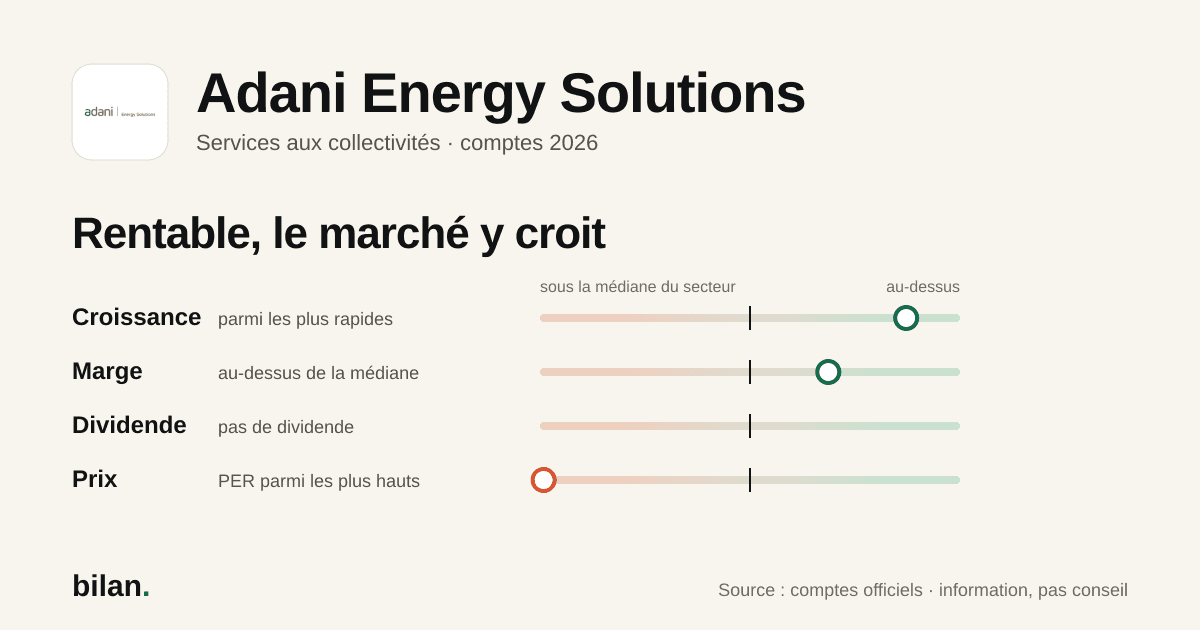 adani | Energy Solutions
Adani Energy Solutions
Services aux collectivités · comptes 2026
Rentable, le marché y croit
sous la médiane du secteur au-dessus
Croissance parmi les plus rapides
Marge au-dessus de la médiane
Dividende pas de dividende
Prix PER parmi les plus hauts
bilan.
Source : comptes officiels · information, pas conseil